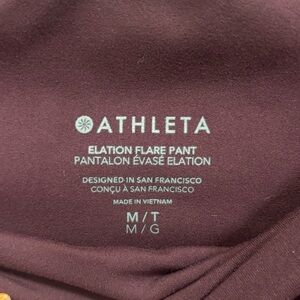 ATHLETA
ELATION FLARE PANT
PANTALON ÉVASÉ ELATION
DESIGNED IN SAN FRANCISCO
CONÇU À SAN FRANCISCO
MADE IN VIETNAM
M/T
M/G